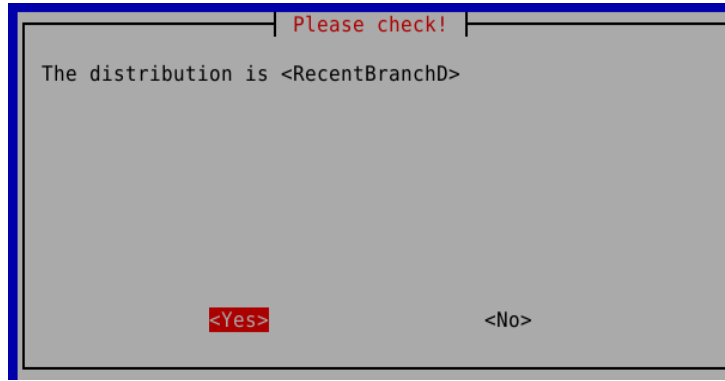 Please check!
The distribution is <RecentBranchD>
<Yes> <No>